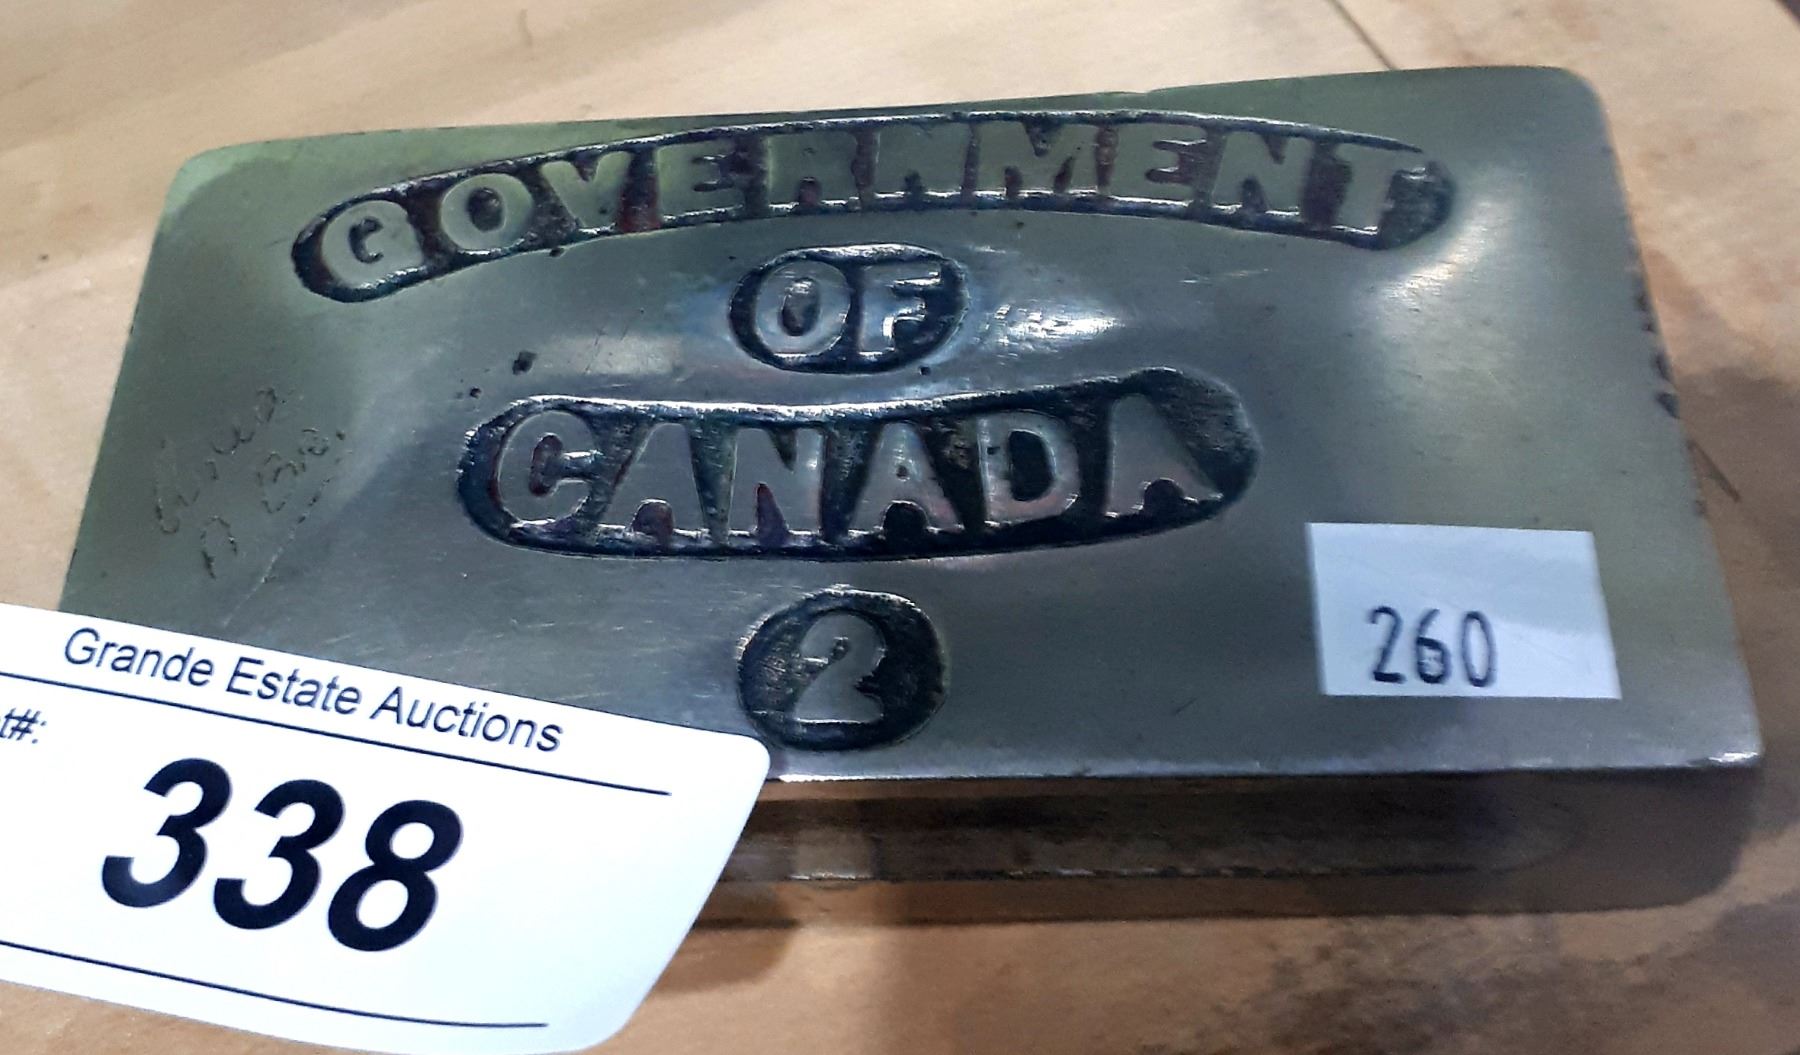 GOVERNMENT
OF
CANADA
2
260
Grande Estate Auctions
t#:
338